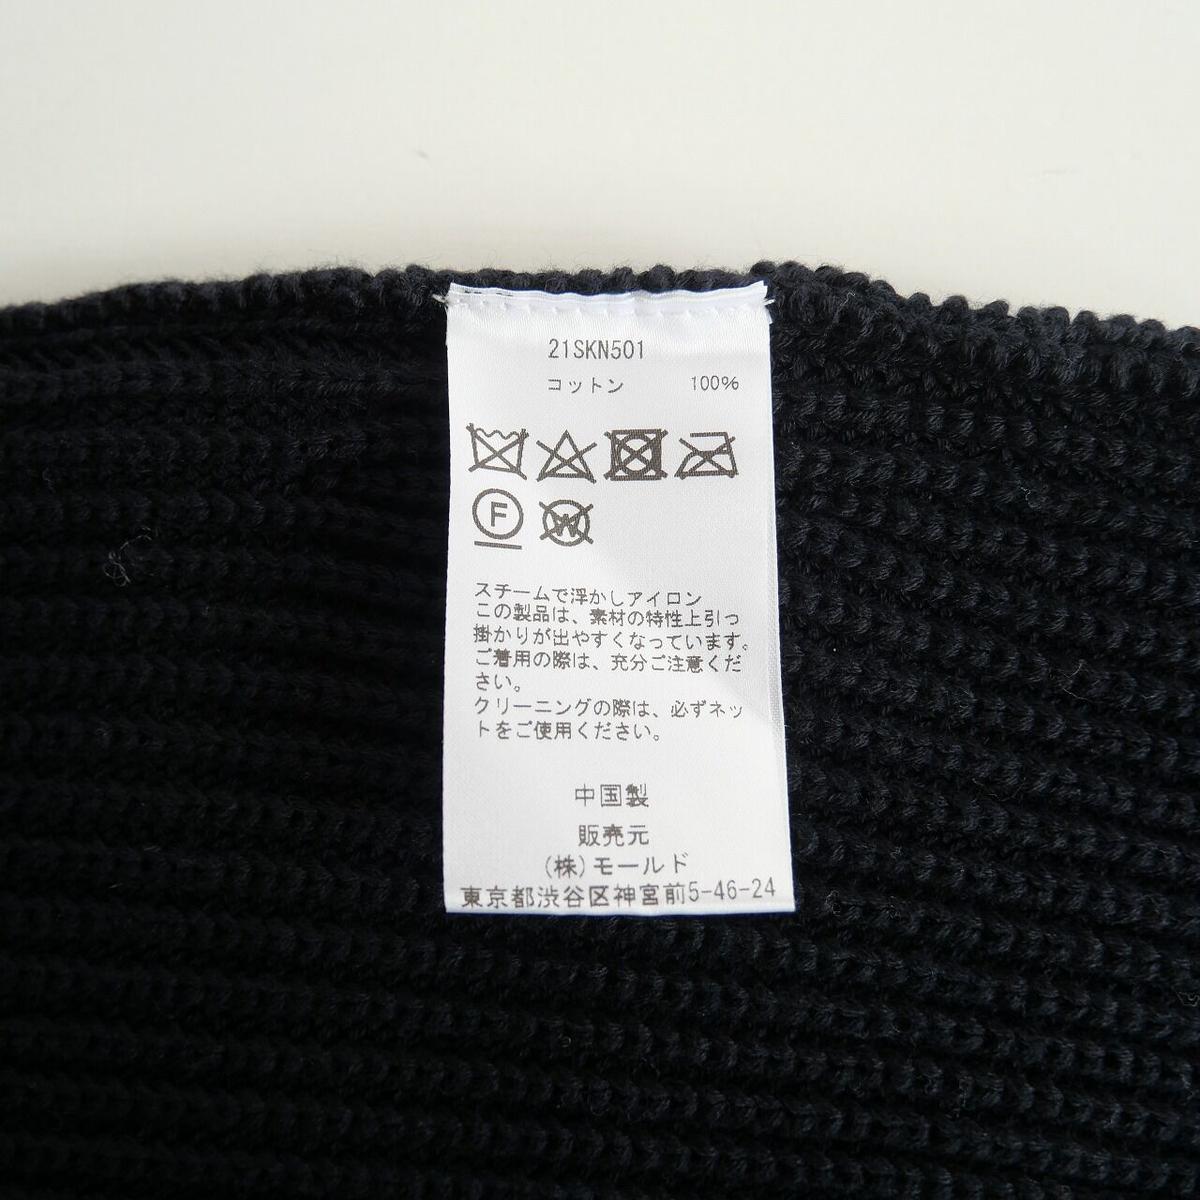 21SKN501
コットン 100%
F
W
スチームで浮かしアイロン
この製品は、素材の特性上引っ
掛かりが出やすくなっています。
ご着用の際は、充分ご注意くだ
さい。
クリーニングの際は、必ずネッ
トをご使用ください。
中国製
販売元
(株)モールド
東京都渋谷区神宮前5-46-24